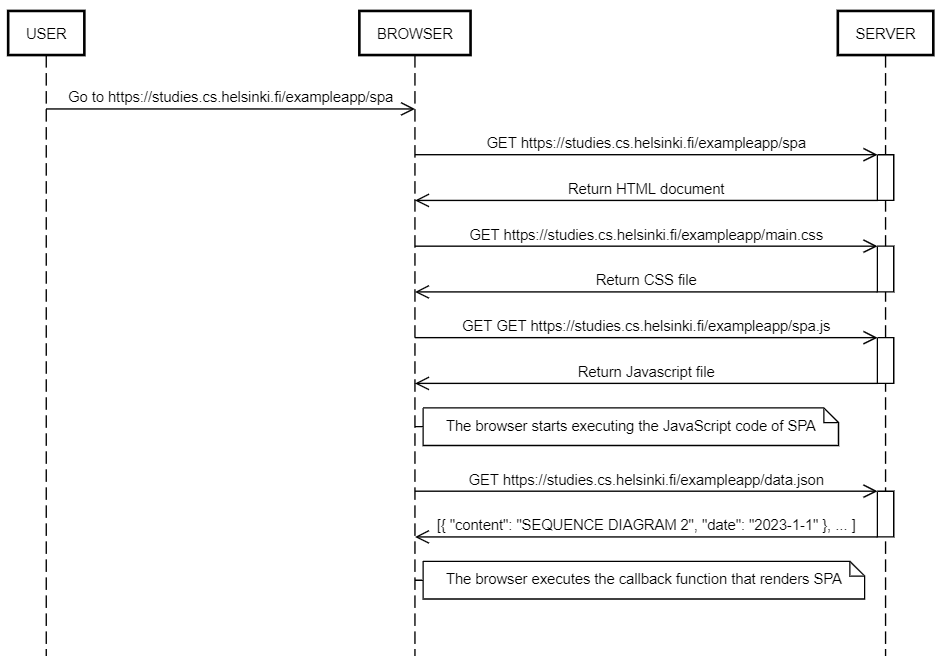 USER
BROWSER
SERVER
Go to https://studies.cs.helsinki.fi/exampleapp/spa
GET https://studies.cs.helsinki.fi/exampleapp/spa
Return HTML document
GET https://studies.cs.helsinki.fi/exampleapp/main.css
Return CSS file
GET GET https://studies.cs.helsinki.fi/exampleapp/spa.js
Return Javascript file
The browser starts executing the JavaScript code of SPA
GET https://studies.cs.helsinki.fi/exampleapp/data.json
[{ "content": "SEQUENCE DIAGRAM 2", "date": "2023-1-1" }, ... ]
The browser executes the callback function that renders SPA